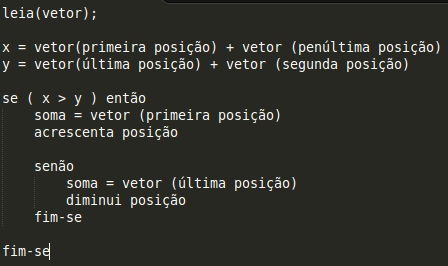 leia(vetor);
x = vetor(primeira posição) + vetor (penúltima posição)
y = vetor(última posição) + vetor (segunda posição)
se ( x > y ) então
soma = vetor (primeira posição)
acrescenta posição
senão
soma = vetor (última posição)
diminui posição
fim-se
fim-se